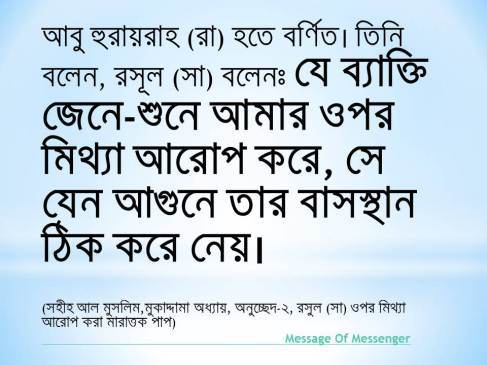 আবু হুরায়রাহ (রা) হতে বর্ণিত। তিনি
বলেন, রসূল (সা) বলেনঃ যে ব্যাক্তি
জেনে-শুনে আমার ওপর
মিথ্যা আরোপ করে, সে
যেন আগুনে তার বাসস্থান
ঠিক করে নেয়।
(সহীহ আল মুসলিম,মুকাদ্দামা অধ্যায়, অনুচ্ছেদ-২, রসুল (সা) ওপর মিথ্যা
আরোপ করা মারাত্তক পাপ)
Message Of Messenger